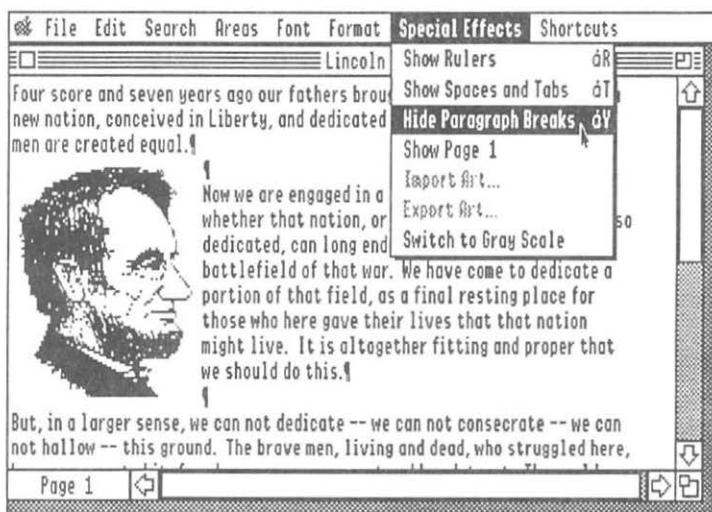 File Edit Search Areas Font Format Special Effects Shortcuts
Lincoln
Show Rulers áR
Show Spaces and Tabs áT
Hide Paragraph Breaks áY
Show Page 1
Import Art...
Export Art...
Switch to Gray Scale
Four score and seven years ago our fathers broug
new nation, conceived in Liberty, and dedicated
men are created equal.¶
¶
Now we are engaged in a
whether that nation, or so
dedicated, can long end
battlefield of that war. We have come to dedicate a
portion of that field, as a final resting place for
those who here gave their lives that that nation
might live. It is altogether fitting and proper that
we should do this.¶
¶
But, in a larger sense, we can not dedicate -- we can not consecrate -- we can
not hallow -- this ground. The brave men, living and dead, who struggled here,
Page 1